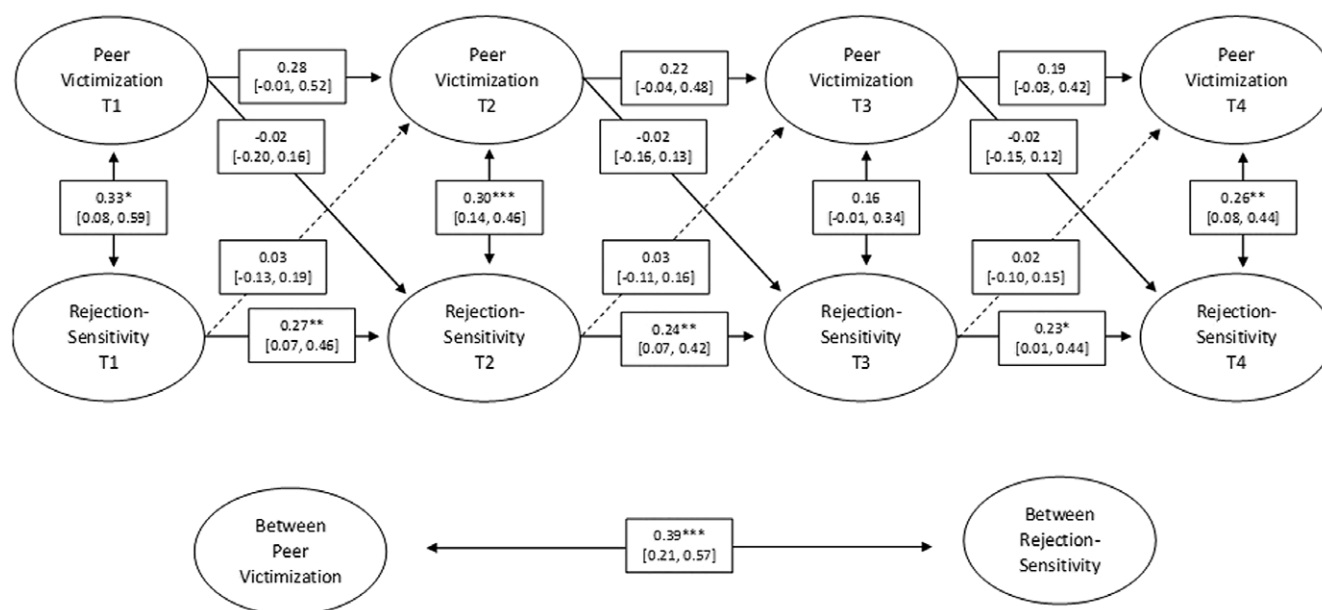 Peer
Victimization
T1
0.28
[-0.01, 0.52]
Peer
Victimization
T2
0.22
[-0.04, 0.48]
Peer
Victimization
T3
0.19
[-0.03, 0.42]
Peer
Victimization
T4
-0.02
[-0.20, 0.16]
-0.02
[-0.16, 0.13]
-0.02
[-0.15, 0.12]
0.33*
[0.08, 0.59]
0.30***
[0.14, 0.46]
0.16
[-0.01, 0.34]
0.26**
[0.08, 0.44]
0.03
[-0.13, 0.19]
0.03
[-0.11, 0.16]
0.02
[-0.10, 0.15]
Rejection-
Sensitivity
T1
0.27**
[0.07, 0.46]
Rejection-
Sensitivity
T2
0.24**
[0.07, 0.42]
Rejection-
Sensitivity
T3
0.23*
[0.01, 0.44]
Rejection-
Sensitivity
T4
Between
Peer
Victimization
0.39***
[0.21, 0.57]
Between
Rejection-
Sensitivity